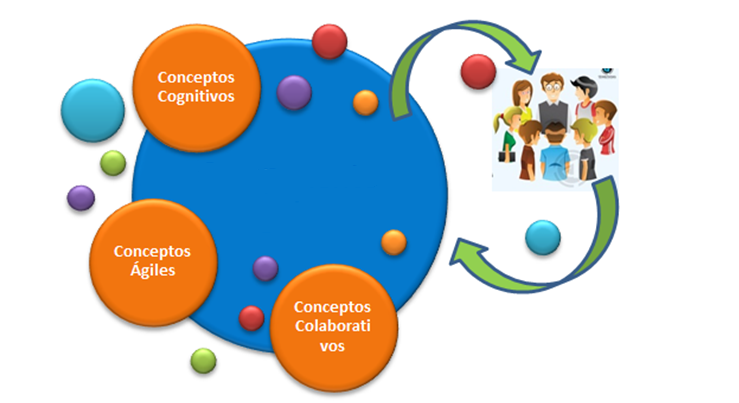 Conceptos
Cognitivos
Conceptos
Ágiles
Conceptos
Colaborati
vos